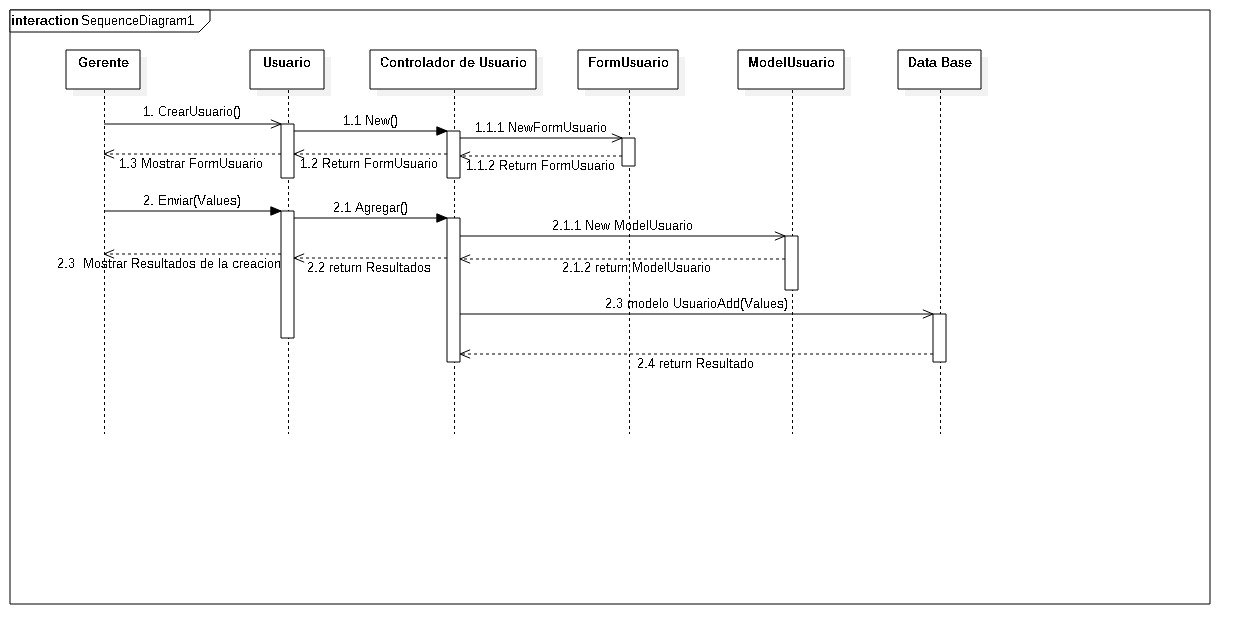 interaction SequenceDiagram1
Gerente
Usuario
Controlador de Usuario
FormUsuario
ModelUsuario
Data Base
1. CrearUsuario()
1.1 New()
1.1.1 NewFormUsuario
1.3 Mostrar FormUsuario
1.2 Return FormUsuario
1.1.2 Return FormUsuario
2. Enviar(Values)
2.1 Agregar()
2.1.1 New ModelUsuario
2.3 Mostrar Resultados de la creacion
2.2 return Resultados
2.1.2 return ModelUsuario
2.3 modelo UsuarioAdd(Values)
2.4 return Resultado